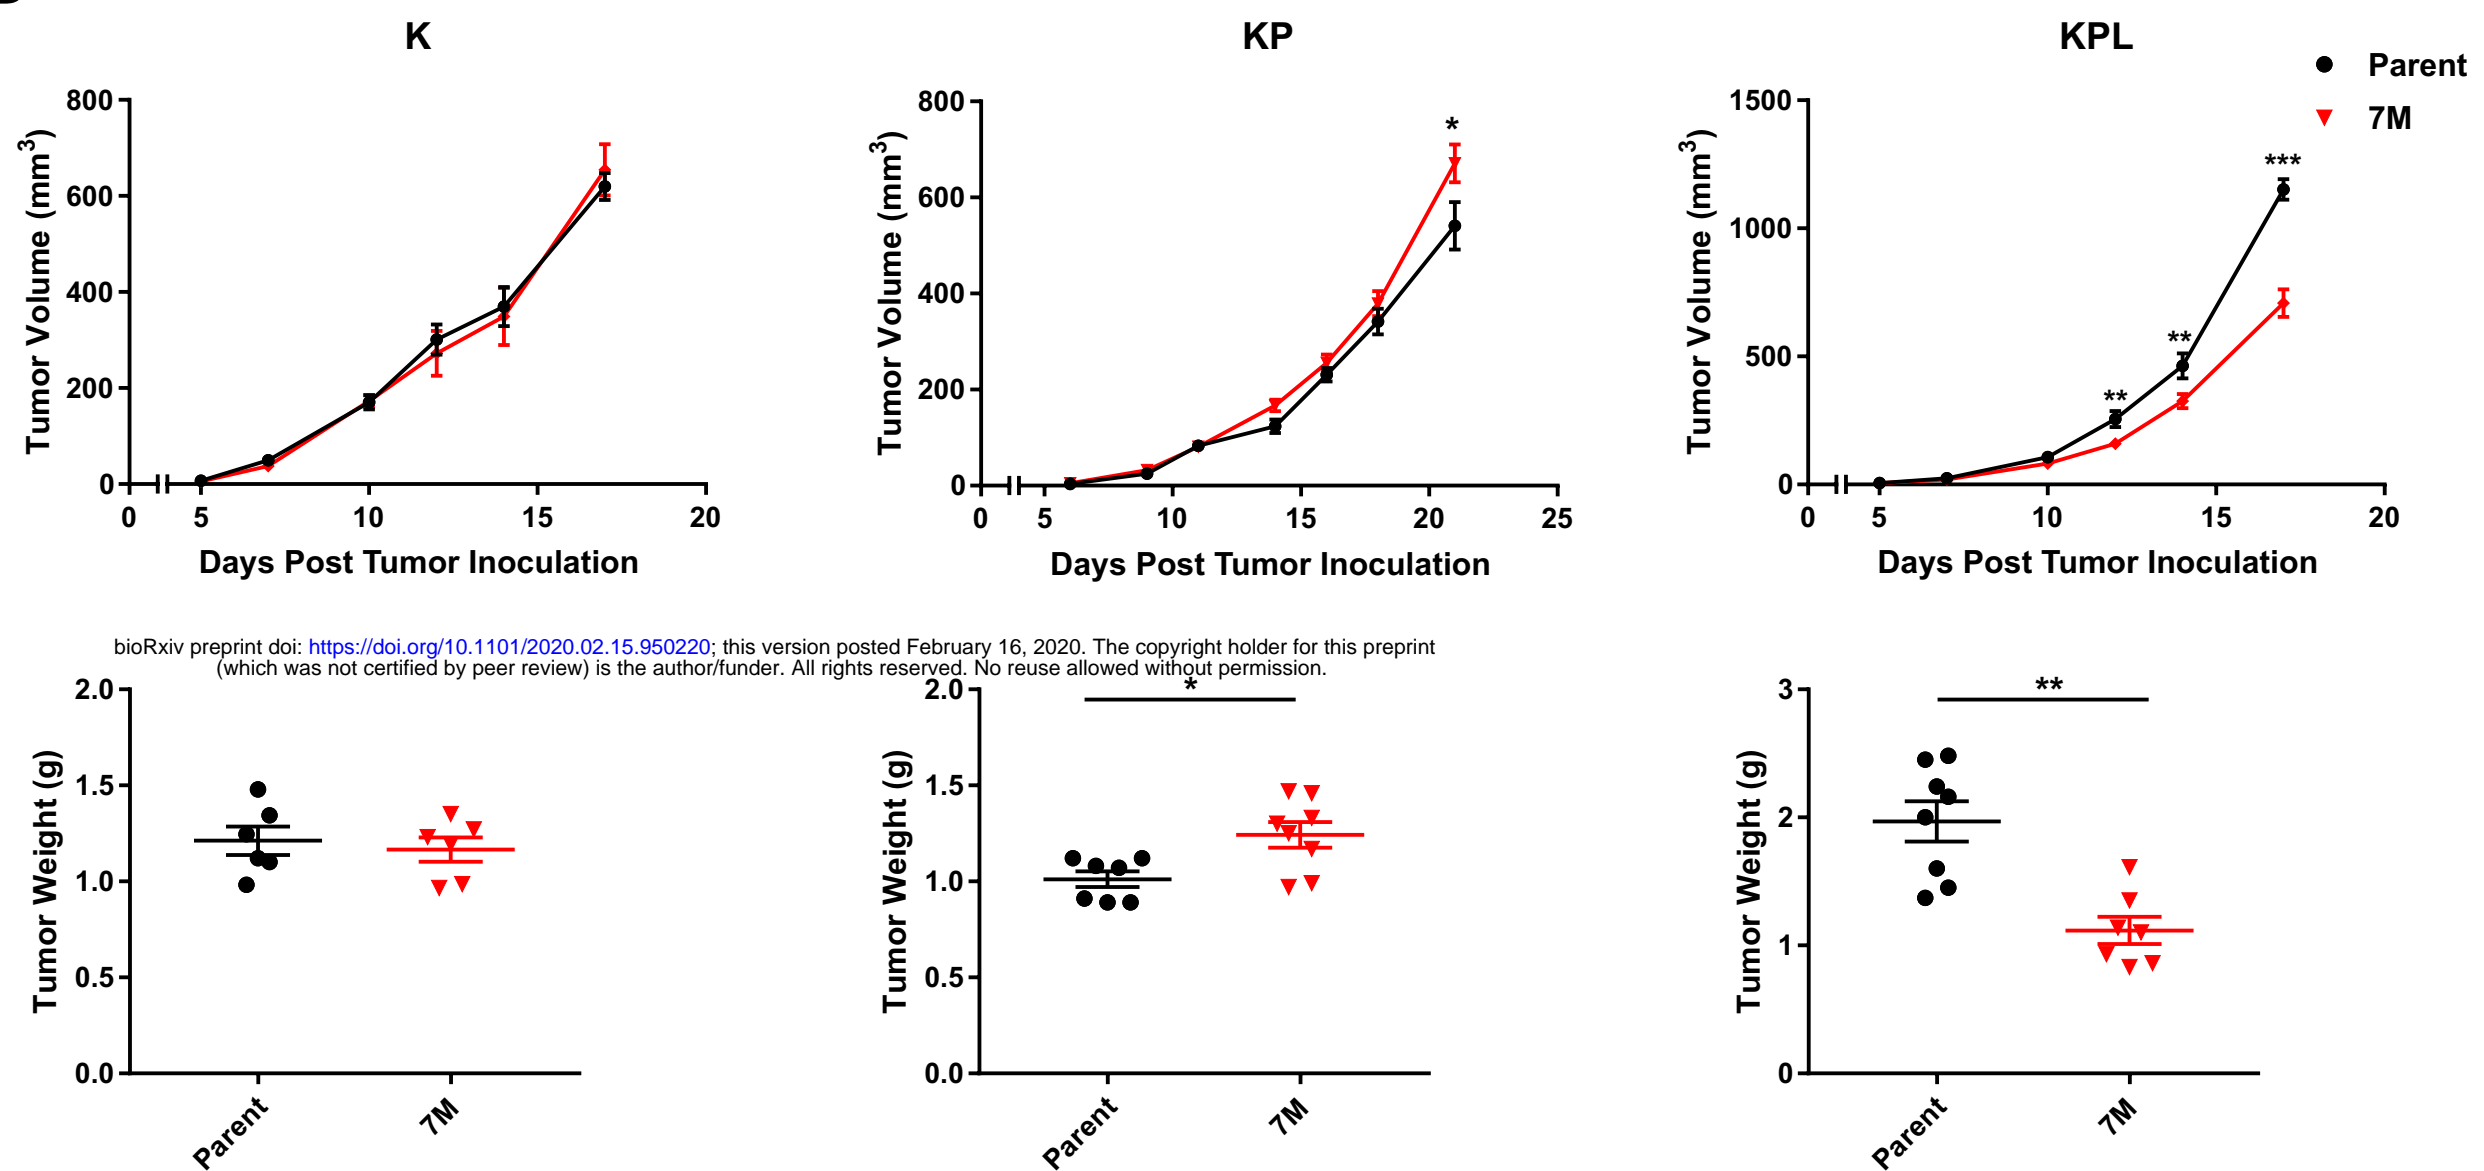 K
KP
KPL
Parent
7M
Tumor Volume (mm3)
800
600
400
200
0
0 5 10 15 20
Days Post Tumor Inoculation
Tumor Volume (mm3)
800
*
600
400
200
0
0 5 10 15 20 25
Days Post Tumor Inoculation
Tumor Volume (mm3)
1500
***
1000
**
500
**
0
0 5 10 15 20
Days Post Tumor Inoculation
bioRxiv preprint doi: https://doi.org/10.1101/2020.02.15.950220; this version posted February 16, 2020. The copyright holder for this preprint
(which was not certified by peer review) is the author/funder. All rights reserved. No reuse allowed without permission.
Tumor Weight (g)
2.0
1.5
1.0
0.5
0.0
Parent
7M
Tumor Weight (g)
2.0
*
1.5
1.0
0.5
0.0
Parent
7M
Tumor Weight (g)
3
**
2
1
0
Parent
7M